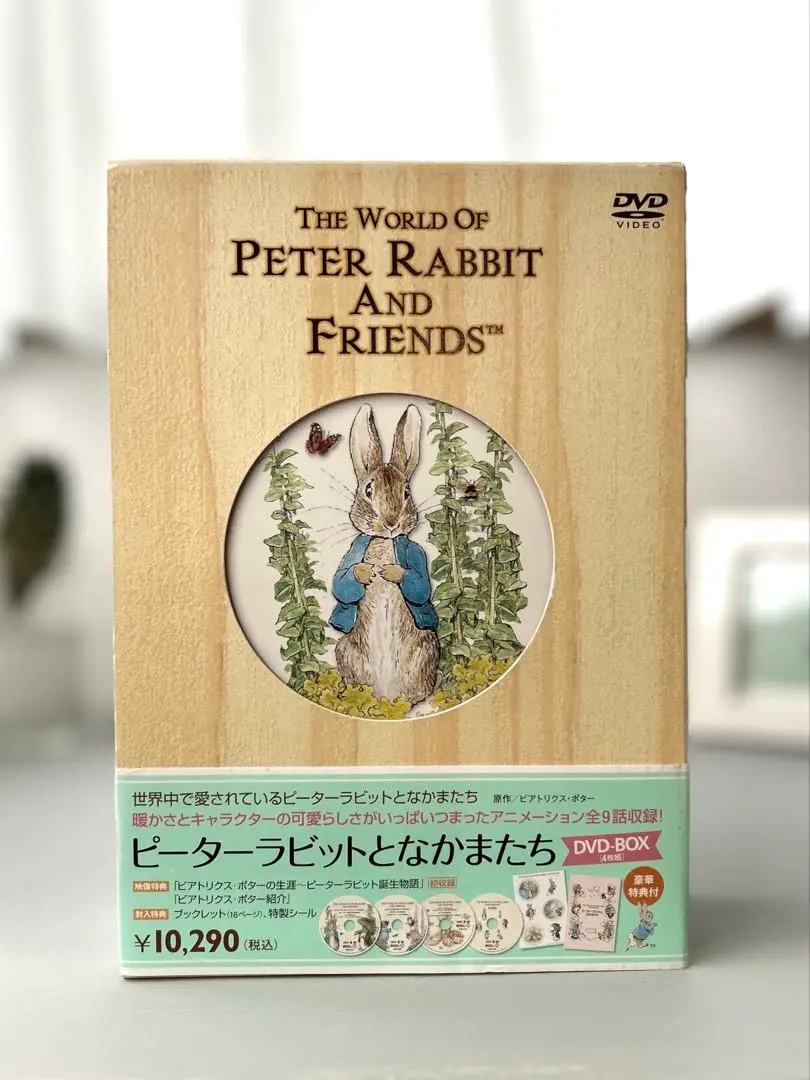 DVD
VIDEO
THE WORLD OF
PETER RABBIT
AND
FRIENDS™
世界中で愛されているピーターラビットとなかまたち 原作/ビアトリクス・ポター
暖かさとキャラクターの可愛らしさがいっぱいつまったアニメーション全9話収録!
ピーターラビットとなかまたち DVD-BOX
[4枚組]
映像特典 「ビアトリクス・ポターの生涯〜ピーターラビット誕生物語」 初収録
「ビアトリクス・ポター紹介」
封入特典 ブックレット(16ページ)、特製シール
¥10,290(税込)
豪華
特典付